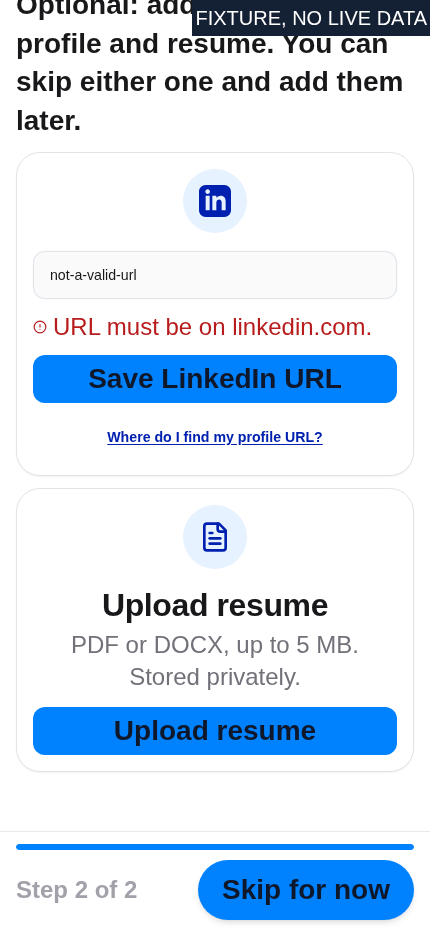 Optional: add
FIXTURE, NO LIVE DATA
profile and resume. You can
skip either one and add them
later.
in
not-a-valid-url
URL must be on linkedin.com.
Save LinkedIn URL
Where do I find my profile URL?
Upload resume
PDF or DOCX, up to 5 MB.
Stored privately.
Upload resume
Step 2 of 2
Skip for now